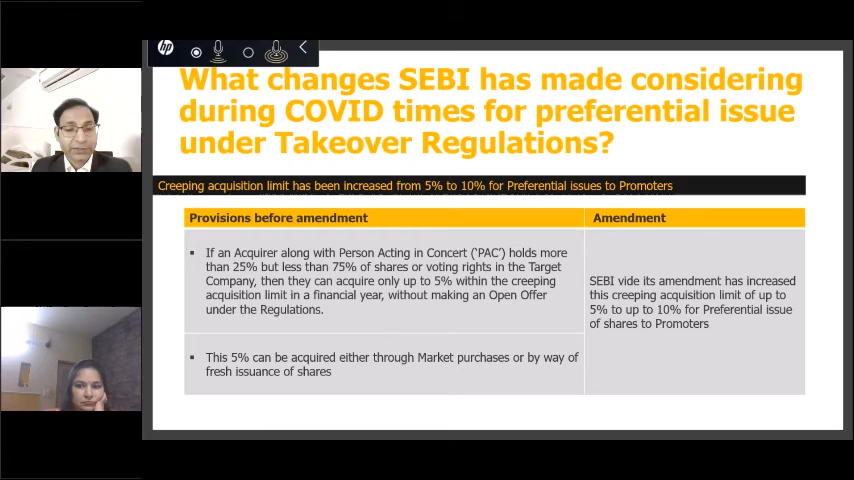 hp
What changes SEBI has made considering
during COVID times for preferential issue
under Takeover Regulations?
Creeping acquisition limit has been increased from 5% to 10% for Preferential issues to Promoters
Provisions before amendment
Amendment
▪ If an Acquirer along with Person Acting in Concert (‘PAC’) holds more
than 25% but less than 75% of shares or voting rights in the Target
Company, then they can acquire only up to 5% within the creeping
acquisition limit in a financial year, without making an Open Offer
under the Regulations.
▪ This 5% can be acquired either through Market purchases or by way of
fresh issuance of shares
SEBI vide its amendment has increased
this creeping acquisition limit of up to
5% to up to 10% for Preferential issue
of shares to Promoters